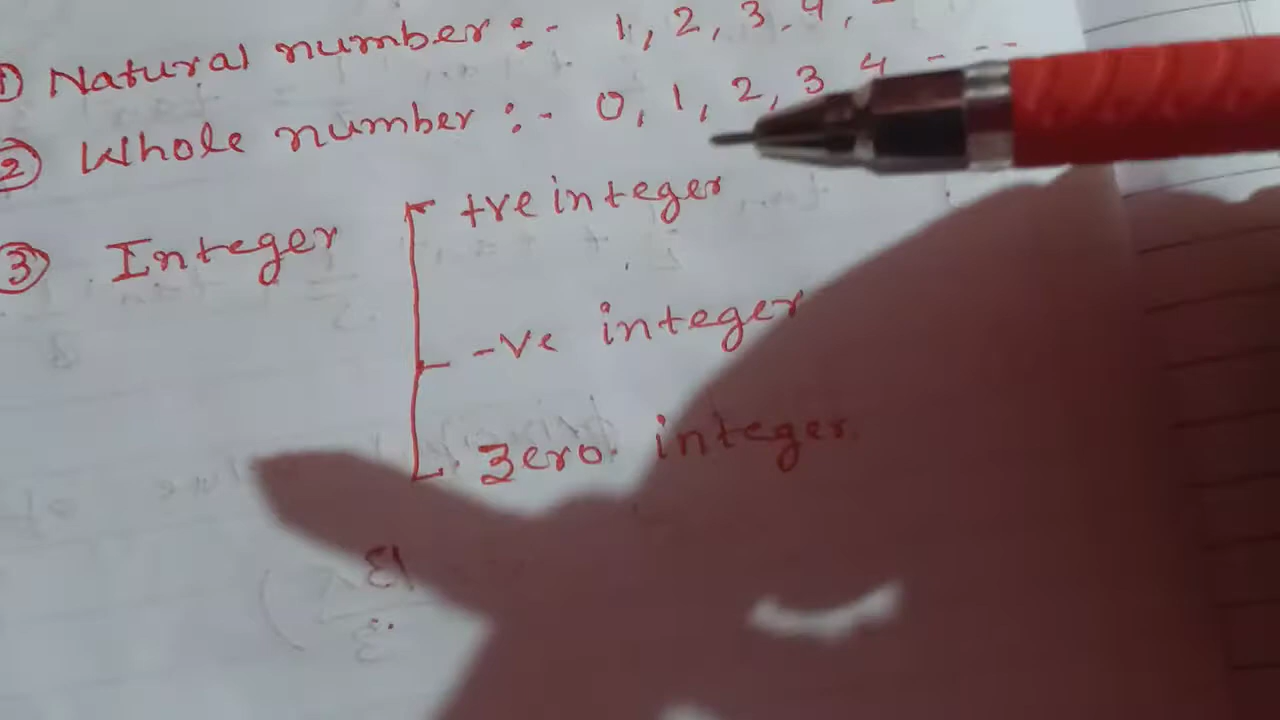 ① Natural number :- 1, 2, 3, 4, -
② Whole number :- 0, 1, 2, 3, 4 - --
③ Integer
+ve integer
-ve integer
zero integer